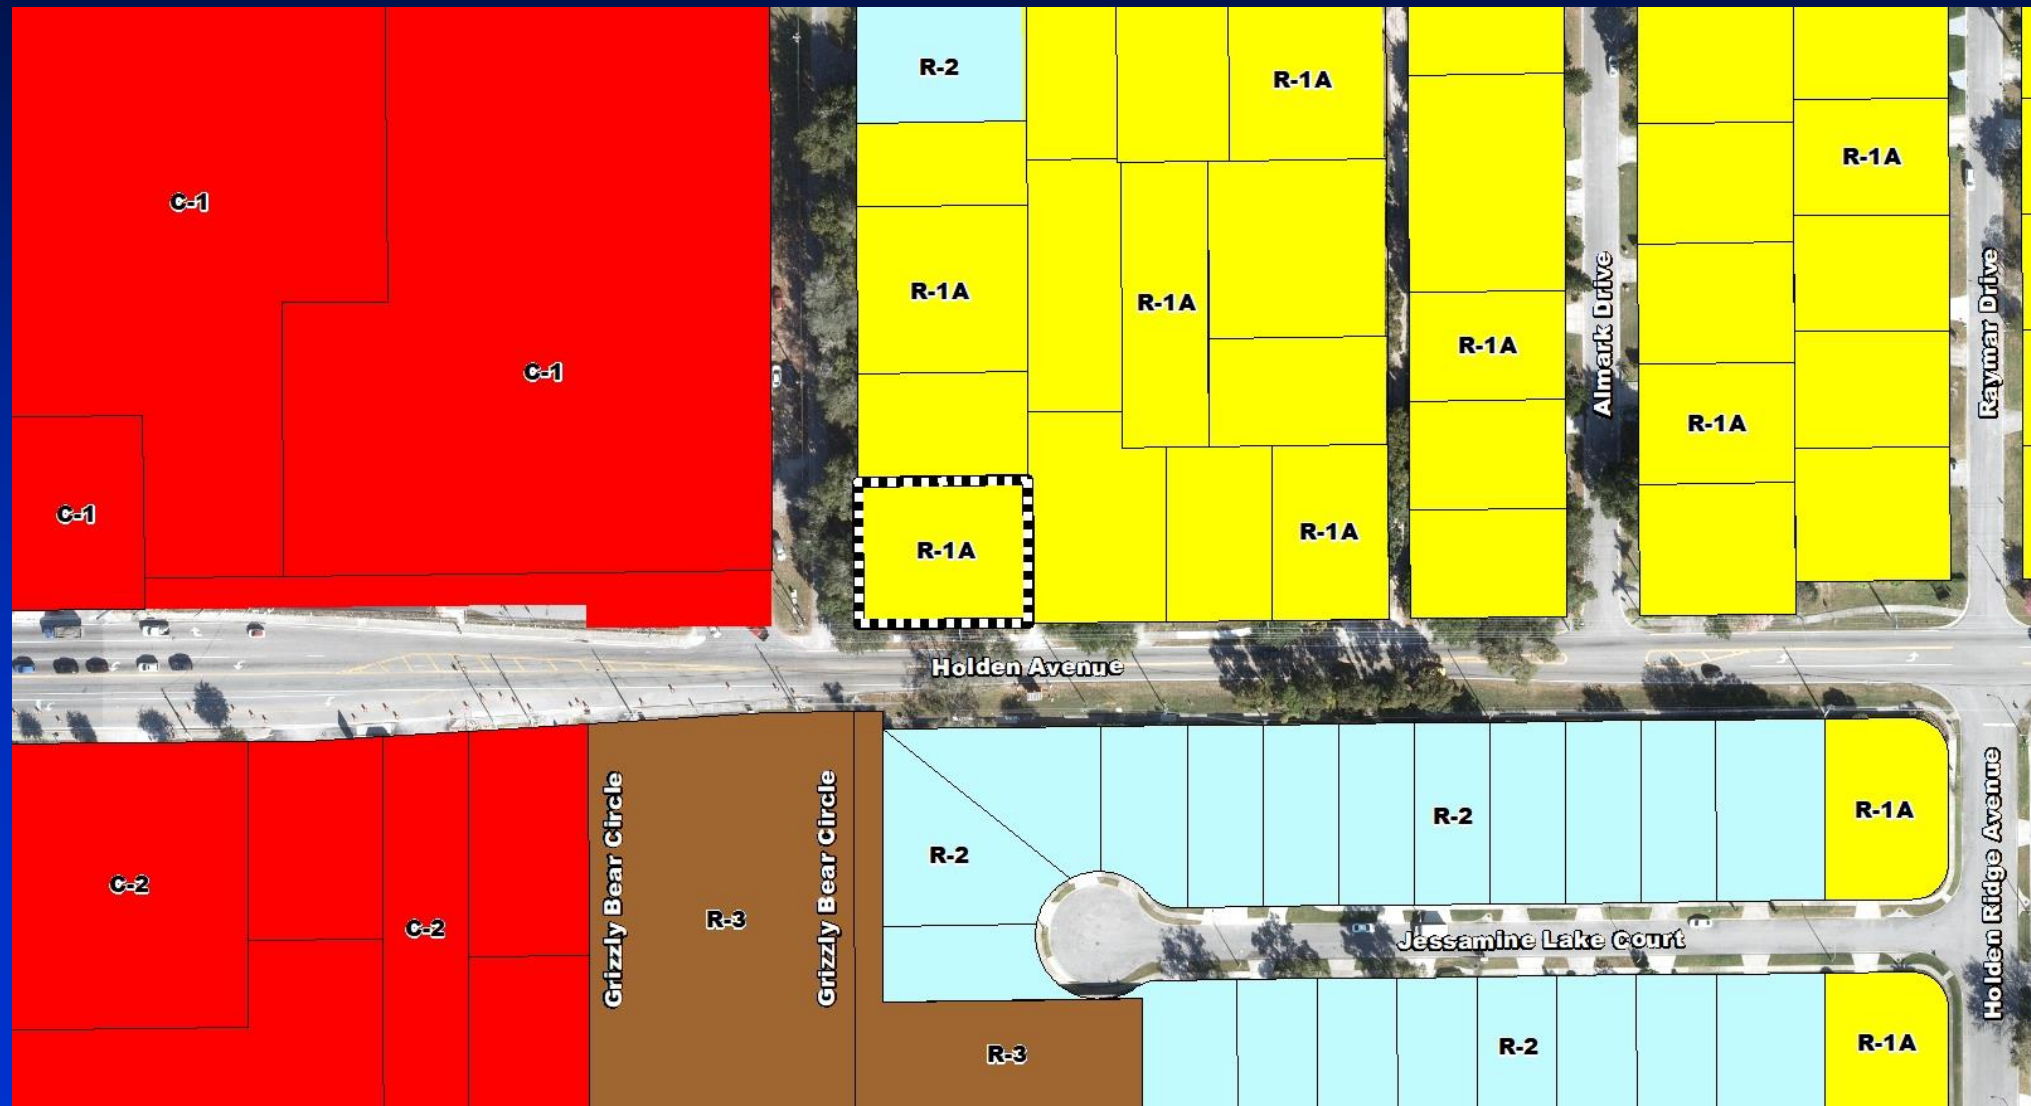 R-2
R-1A
R-1A
C-1
R-1A
R-1A
C-1
R-1A
R-1A
C-1
R-1A
R-1A
Almark Drive
Raymar Drive
Holden Avenue
R-1A
R-2
R-2
C-2
C-2
Grizzly Bear Circle
R-3
Grizzly Bear Circle
Jessamine Lake Court
Holden Ridge Avenue
R-3
R-2
R-1A